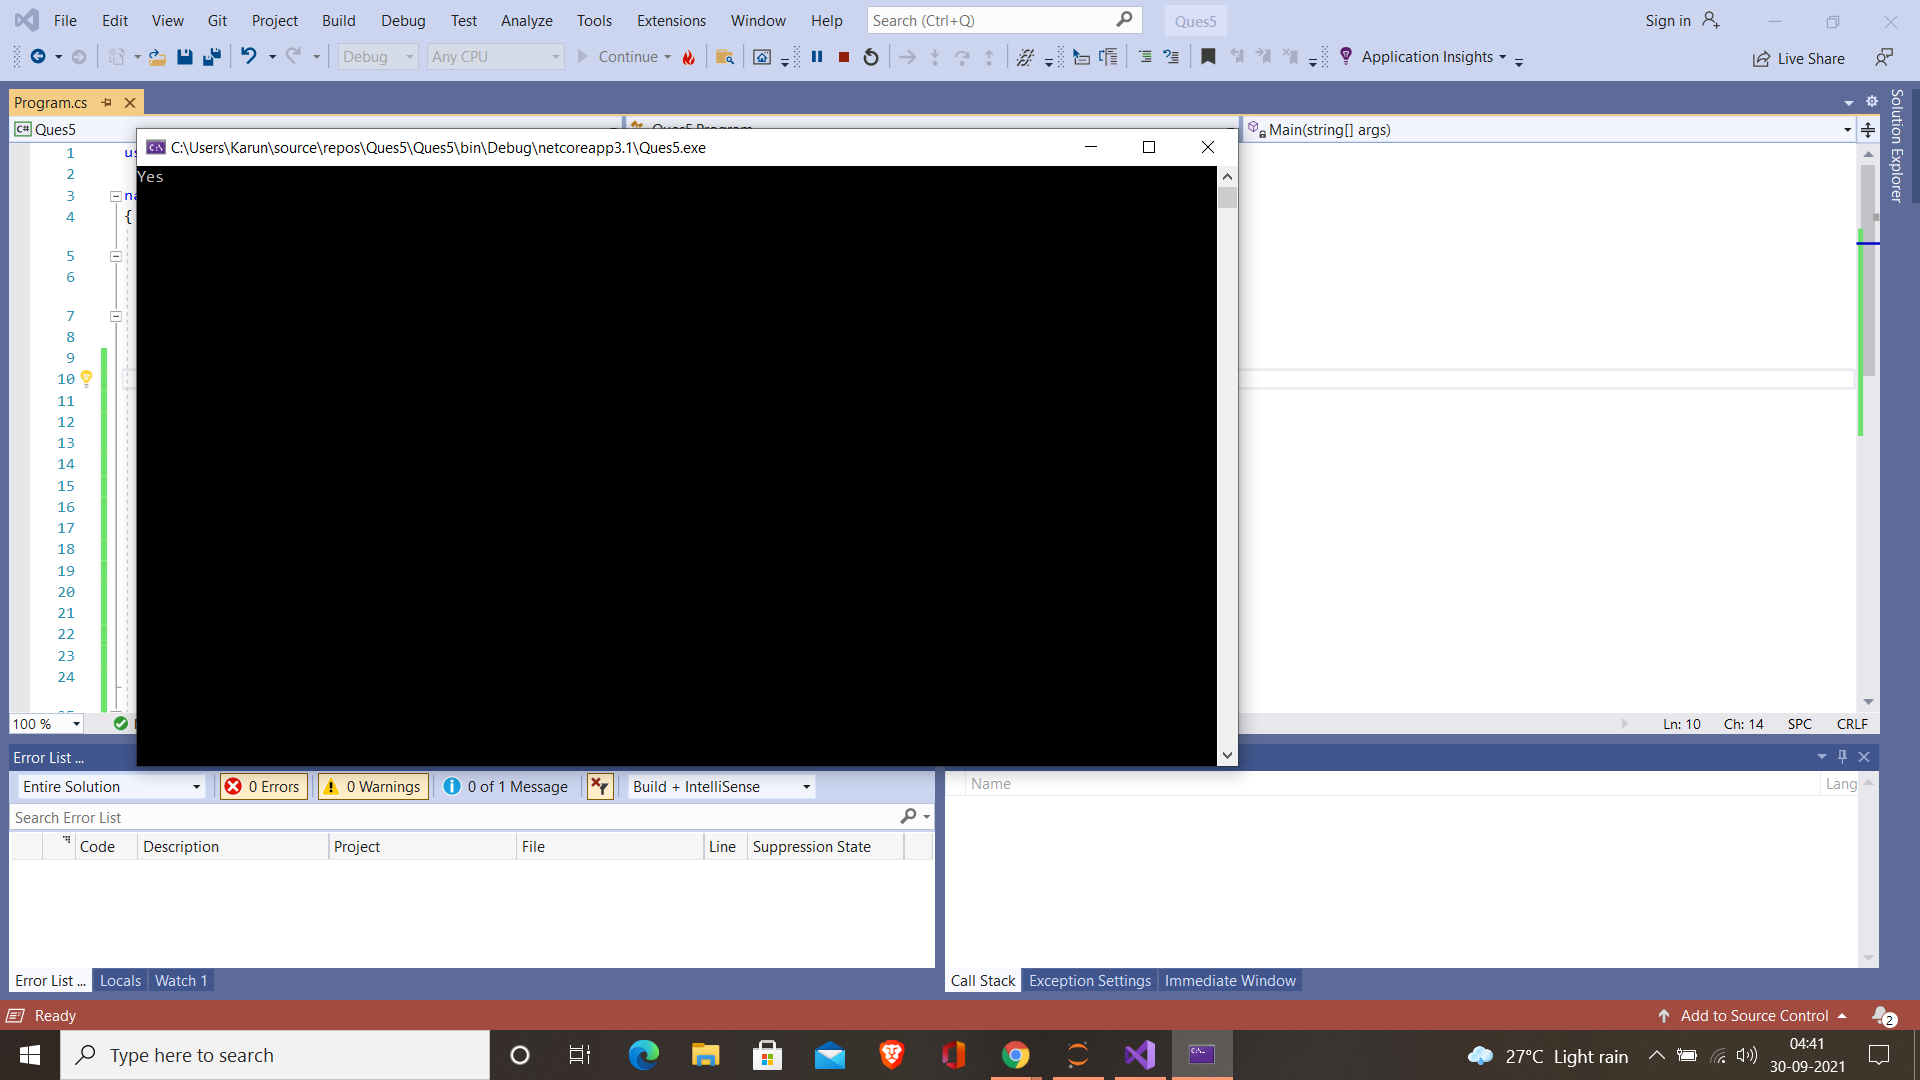 File Edit View Git Project Build Debug Test Analyze Tools Extensions Window Help Search (Ctrl+Q) Ques5 Sign in
Debug Any CPU Continue Application Insights Live Share
Program.cs
Solution Explorer
C# Ques5 Main(string[] args)
C:\Users\Karun\source\repos\Ques5\Ques5\bin\Debug\netcoreapp3.1\Ques5.exe
Yes
1
2
3
4 {
5
6
7
8
9
10
11
12
13
14
15
16
17
18
19
20
21
22
23
24
100 % Ln: 10 Ch: 14 SPC CRLF
Error List ...
Entire Solution 0 Errors 0 Warnings 0 of 1 Message Build + IntelliSense
Search Error List
Code Description Project File Line Suppression State
Name Lang
Error List ... Locals Watch 1
Call Stack Exception Settings Immediate Window
Ready Add to Source Control 2
Type here to search 27°C Light rain 04:41
30-09-2021